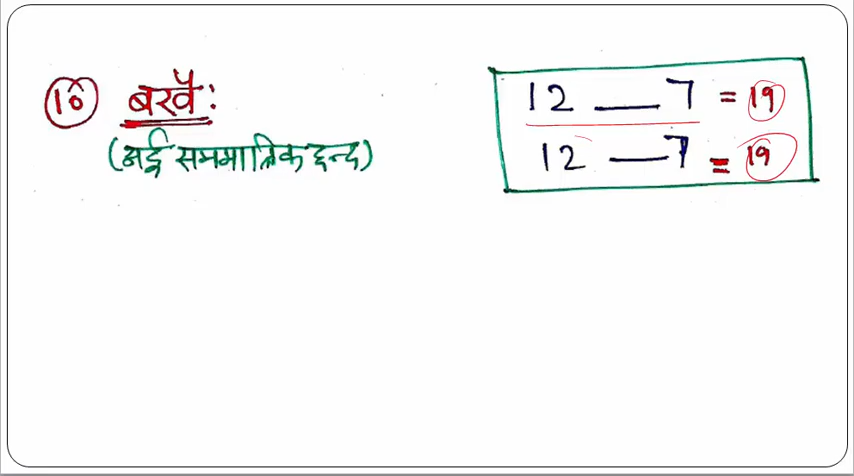 10 बरवै:
(अर्द्ध सममात्रिक छन्द)
12 — 7 = 19
12 — 7 = 19